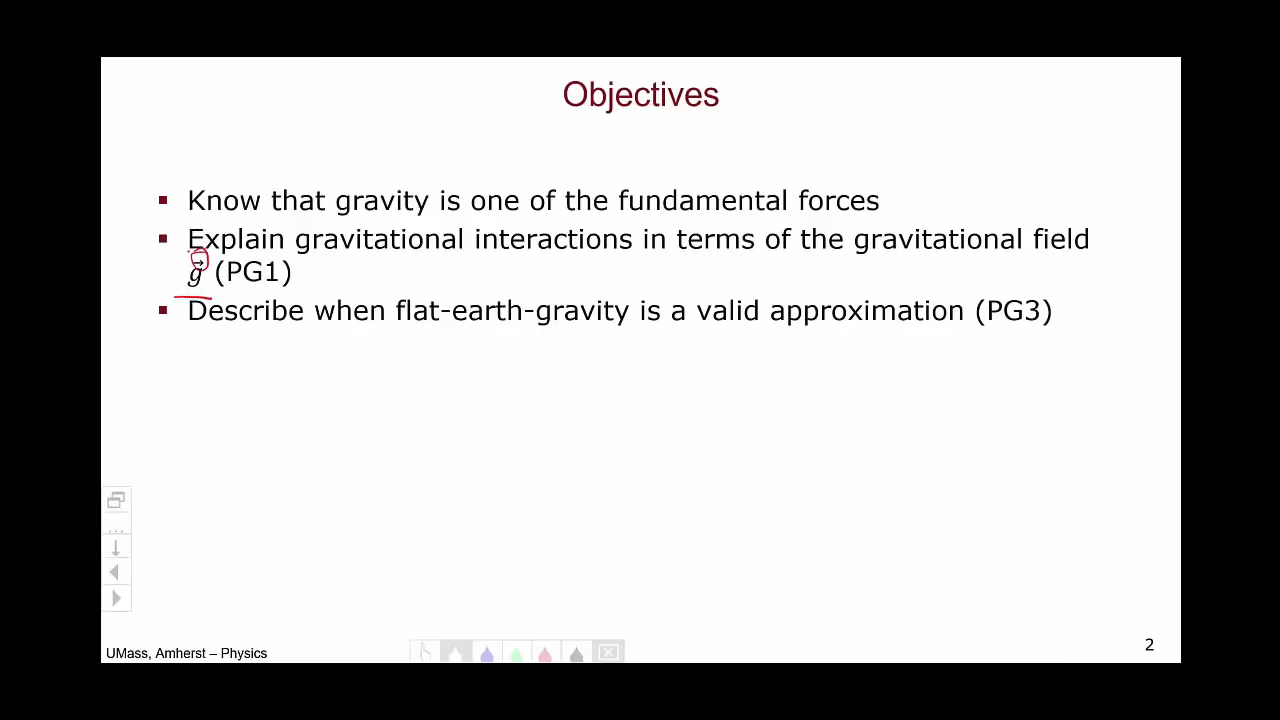 Objectives
▪ Know that gravity is one of the fundamental forces
▪ Explain gravitational interactions in terms of the gravitational field
g⃗ (PG1)
▪ Describe when flat-earth-gravity is a valid approximation (PG3)
...
UMass, Amherst – Physics
2